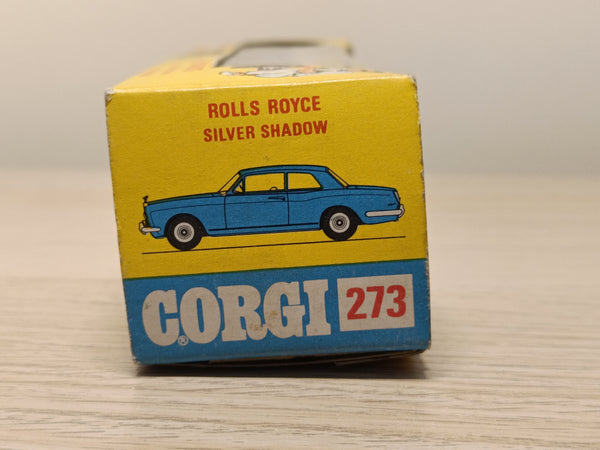 ROLLS ROYCE
SILVER SHADOW
CORGI® 273